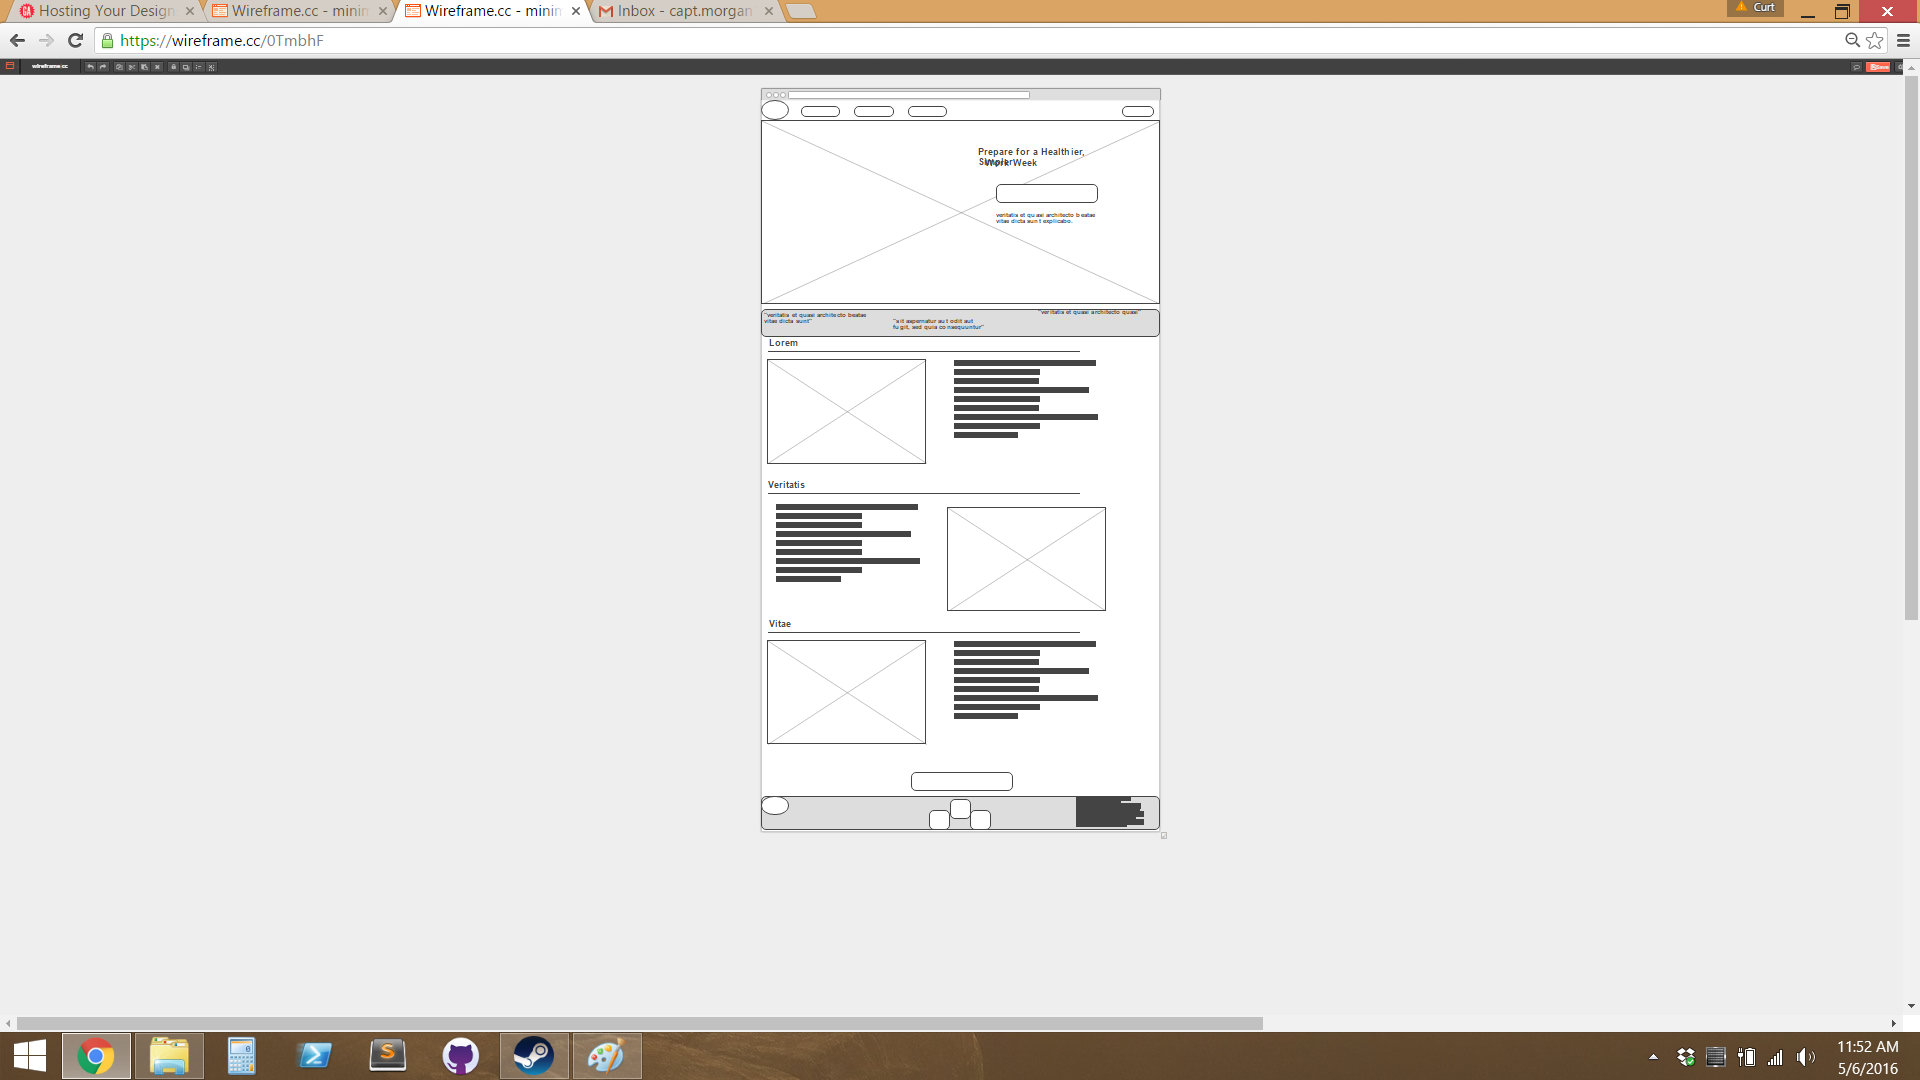 Hosting Your Design
Wireframe.cc - minin
Wireframe.cc - minin
Inbox - capt.morgan
Curt
https://wireframe.cc/0TmbhF
wireframe.cc
Save
Prepare for a Healthier,
Simpler
Work Week
veritatis et quasi architecto beatae
vitae dicta sunt explicabo.
"veritatis et quasi architecto beatae
vitae dicta sunt"
"sit aspernatur aut odit aut
fugit, sed quia consequuntur"
"veritatis et quasi architecto quasi"
Lorem
Veritatis
Vitae
11:52 AM
5/6/2016